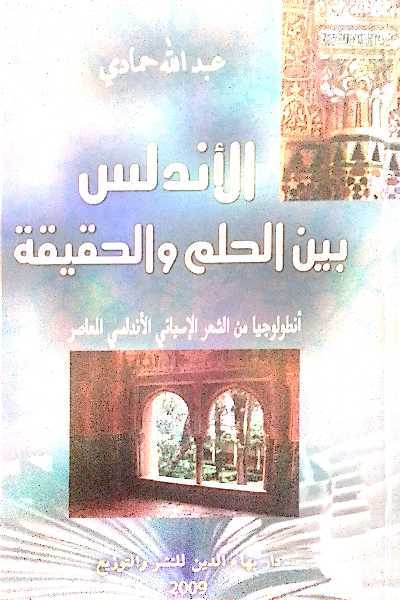 عبد الله حمادي
الأندلس
بين الحلم والحقيقة
أنطولوجيا من الشعر الإسباني الأندلسي المعاصر
دار بهاء الدين للنشر والتوزيع
2009